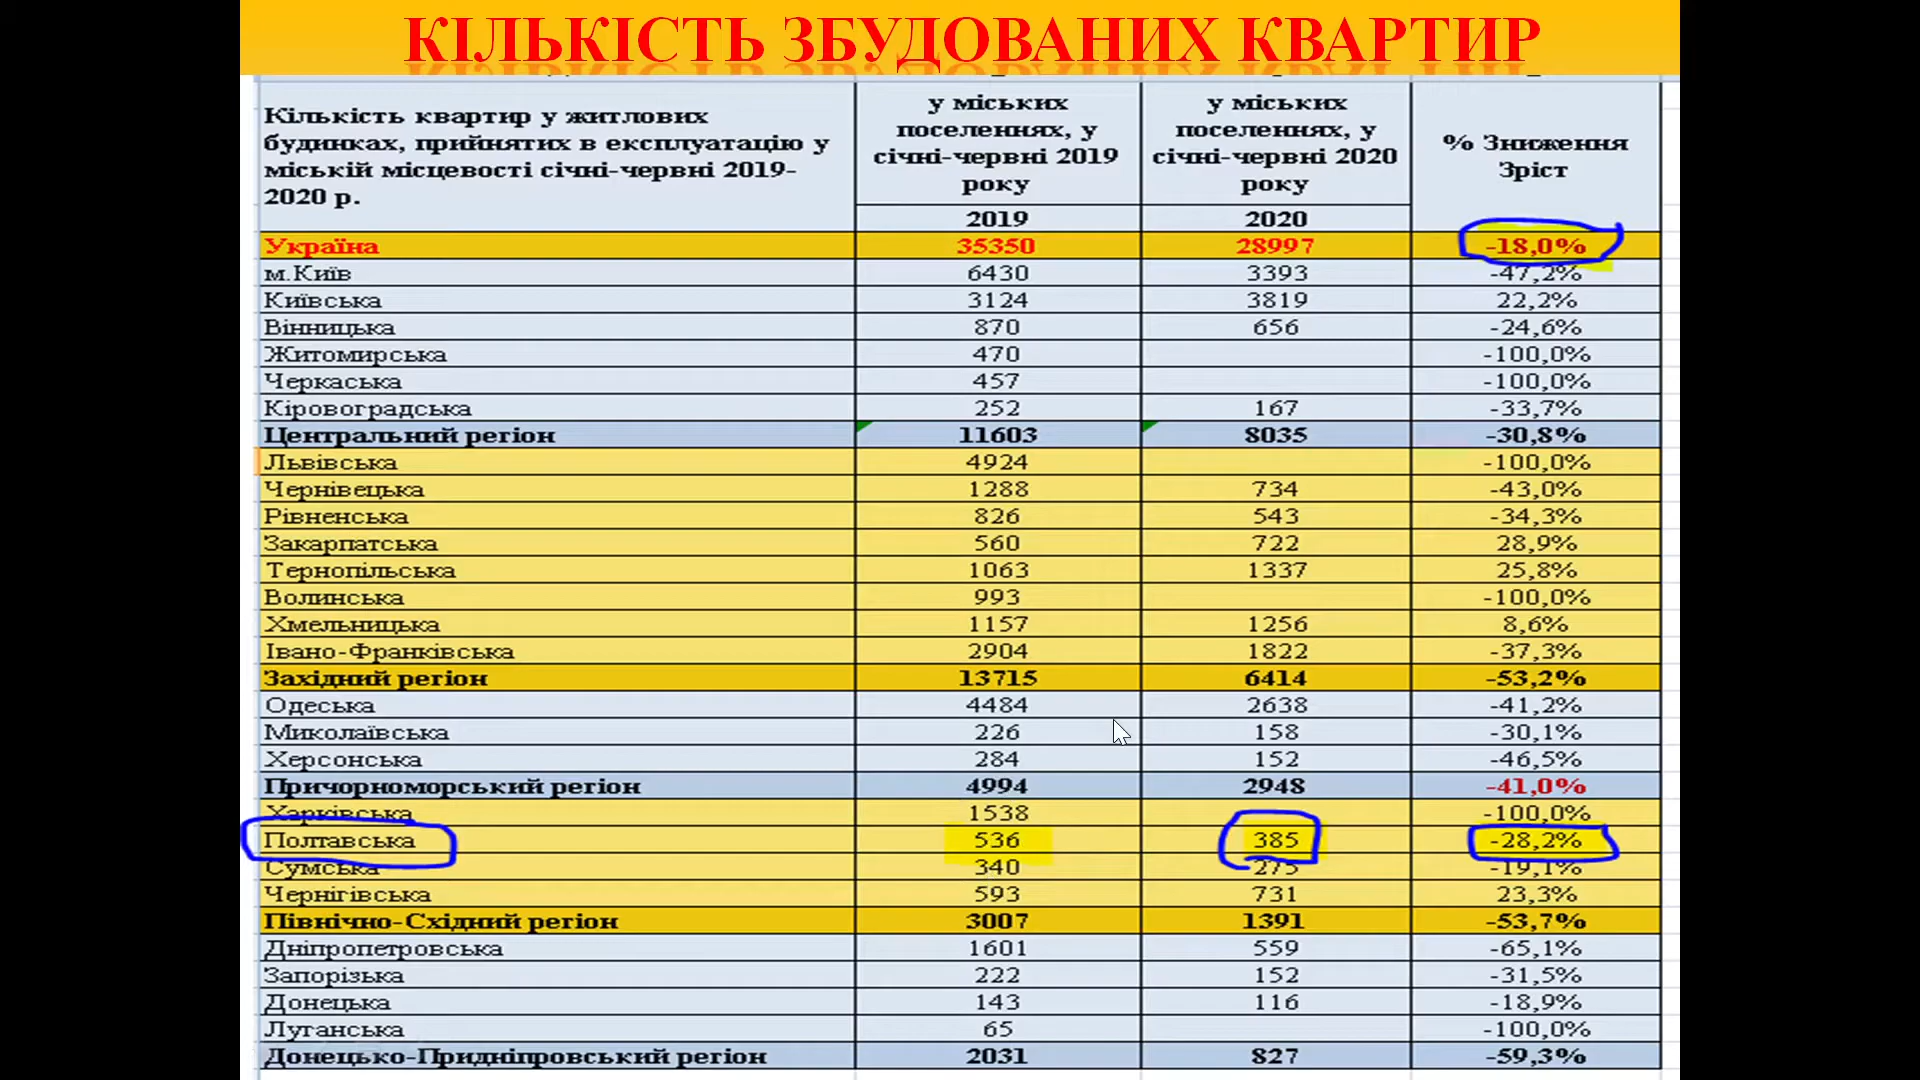 КІЛЬКІСТЬ ЗБУДОВАНИХ КВАРТИР
Кількість квартир у житлових будинках, прийнятих в експлуатацію у міській місцевості січні-червні 2019-2020 р. у міських поселеннях, у січні-червні 2019 року у міських поселеннях, у січні-червні 2020 року % Зниження Зріст
2019 2020
Україна 35350 28997 -18,0%
м.Київ 6430 3393 -47,2%
Київська 3124 3819 22,2%
Вінницька 870 656 -24,6%
Житомирська 470 -100,0%
Черкаська 457 -100,0%
Кіровоградська 252 167 -33,7%
Центральний регіон 11603 8035 -30,8%
Львівська 4924 -100,0%
Чернівецька 1288 734 -43,0%
Рівненська 826 543 -34,3%
Закарпатська 560 722 28,9%
Тернопільська 1063 1337 25,8%
Волинська 993 -100,0%
Хмельницька 1157 1256 8,6%
Івано-Франківська 2904 1822 -37,3%
Західний регіон 13715 6414 -53,2%
Одеська 4484 2638 -41,2%
Миколаївська 226 158 -30,1%
Херсонська 284 152 -46,5%
Причорноморський регіон 4994 2948 -41,0%
Харківська 1538 -100,0%
Полтавська 536 385 -28,2%
Сумська 340 275 -19,1%
Чернігівська 593 731 23,3%
Північно-Східний регіон 3007 1391 -53,7%
Дніпропетровська 1601 559 -65,1%
Запорізька 222 152 -31,5%
Донецька 143 116 -18,9%
Луганська 65 -100,0%
Донецько-Придніпровський регіон 2031 827 -59,3%